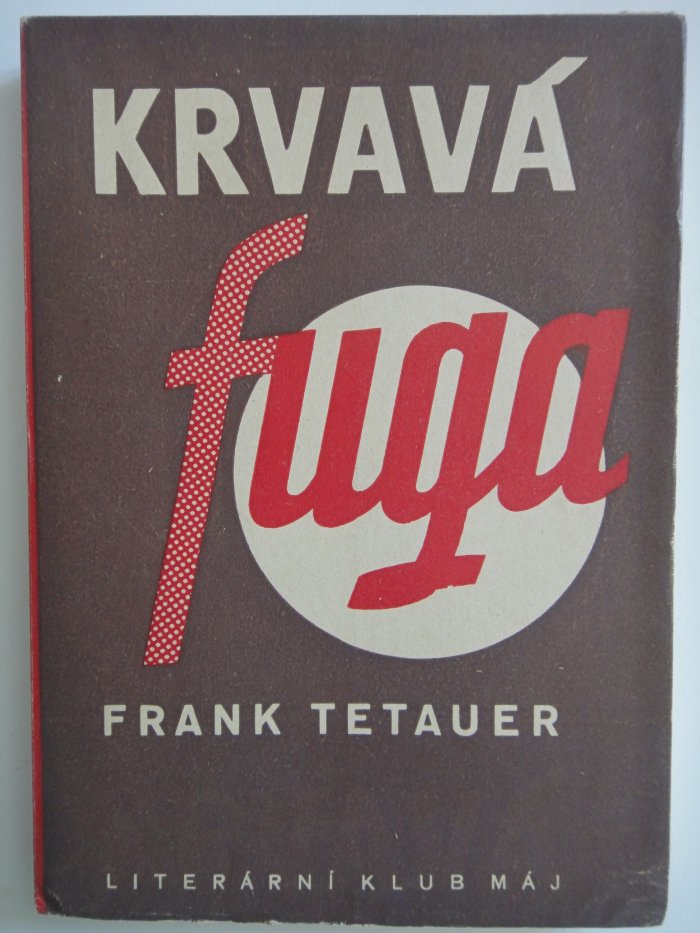 KRVAVÁ
fuga
FRANK TETAUER
LITERÁRNÍ KLUB MÁJ